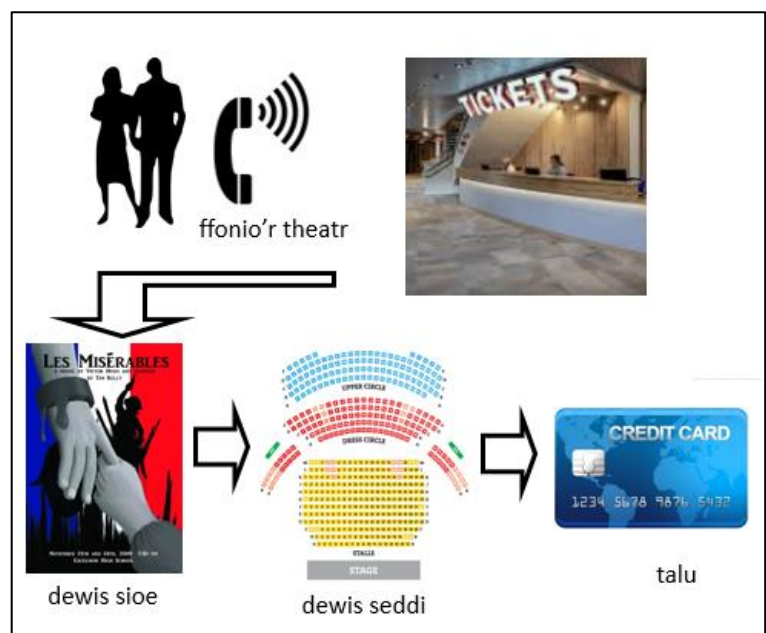 TICKETS
ffonio'r theatr
LES MISÉRABLES
dewis sioe
UPPER CIRCLE
DRESS CIRCLE
STALLS
STAGE
dewis seddi
CREDIT CARD
1234 5678 9876 5432
talu